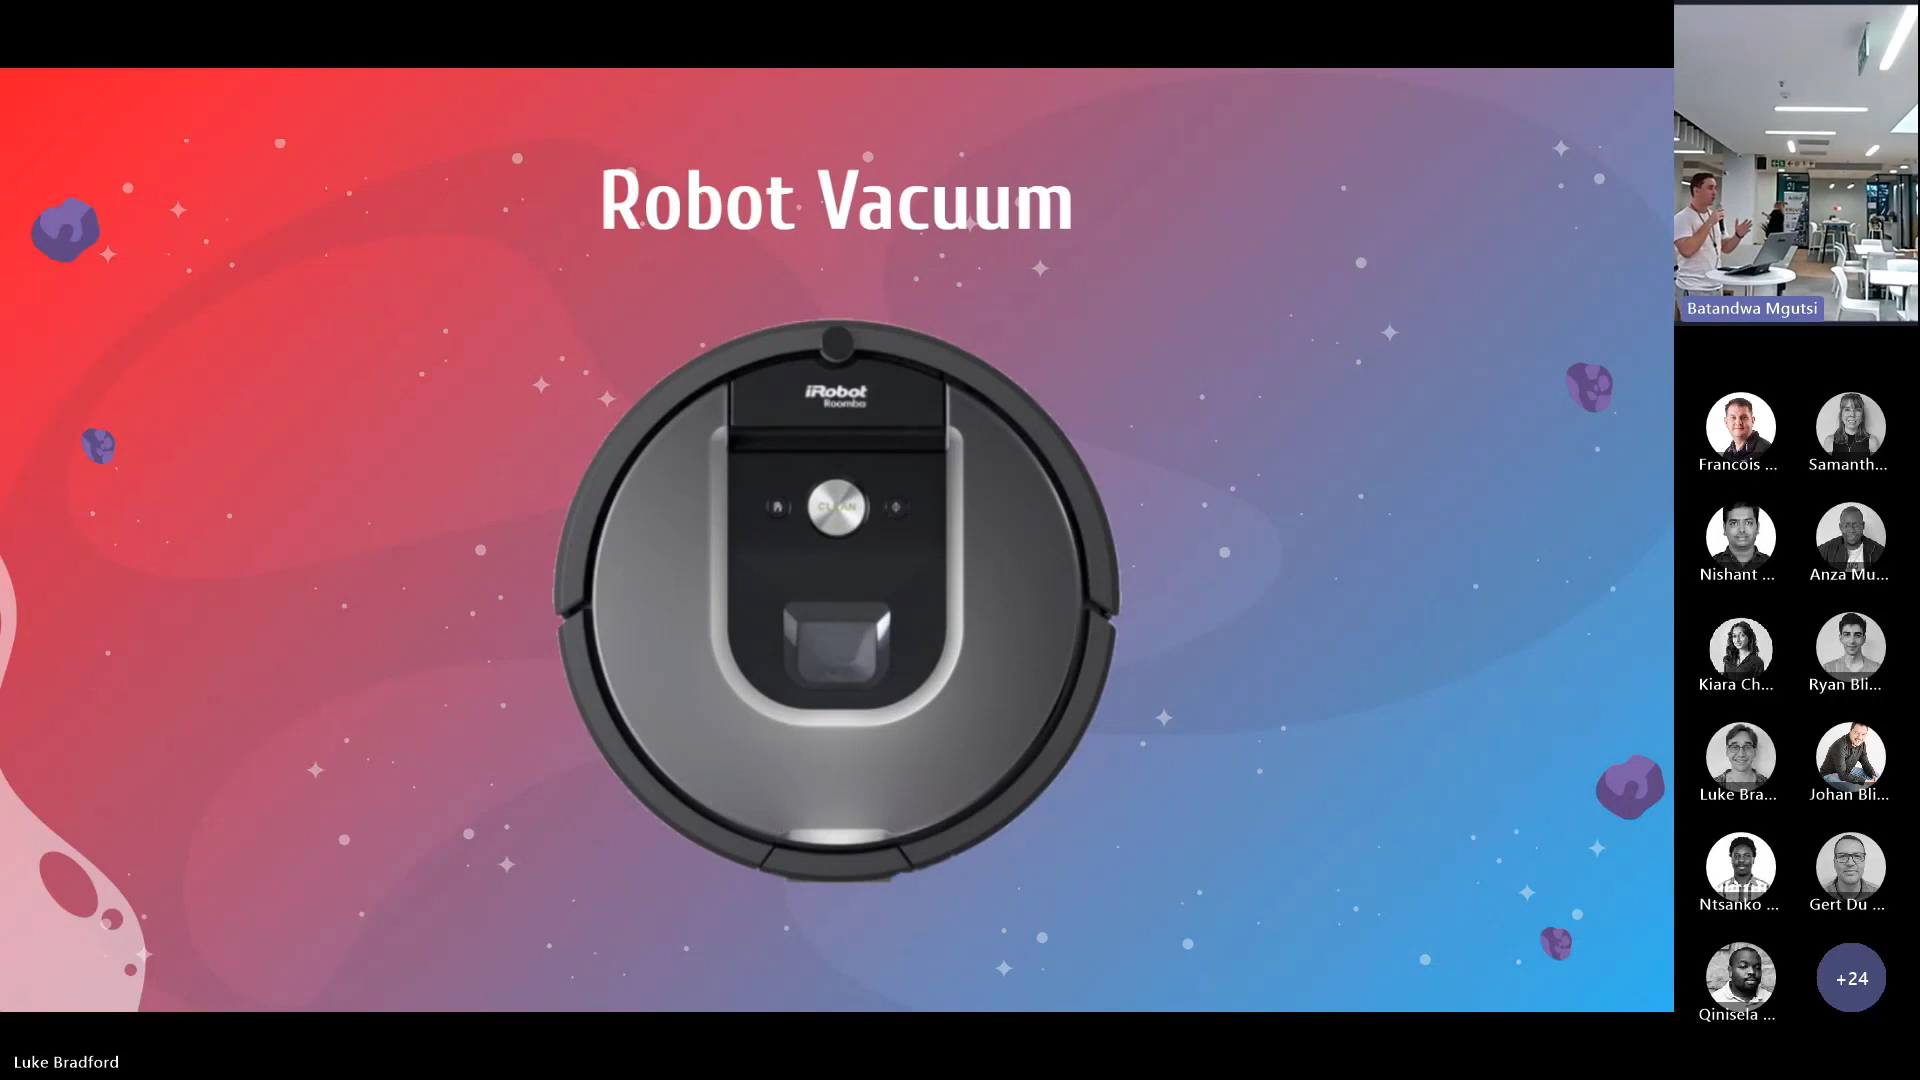 Robot Vacuum
iRobot
Roomba
CLEAN
Batandwa Mgutsi
Francois ...
Samanth...
Nishant ...
Anza Mu...
Kiara Ch...
Ryan Bli...
Luke Bra...
Johan Bli...
Ntsanko ...
Gert Du ...
Qinisela ...
+24
Luke Bradford